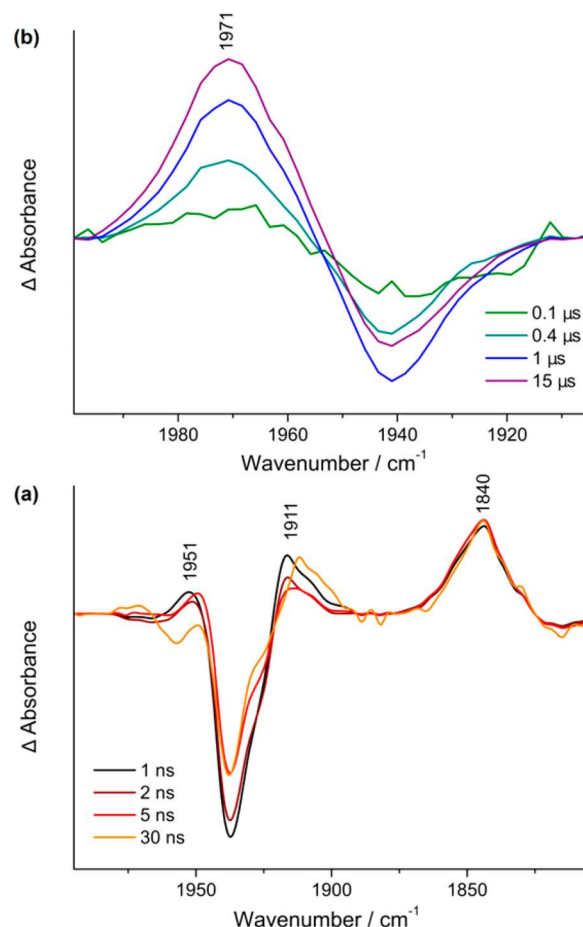 (b)
1971
Δ Absorbance
0.1 µs
0.4 µs
1 µs
15 µs
1980 1960 1940 1920
Wavenumber / cm⁻¹
(a)
1951
1911
1840
Δ Absorbance
1 ns
2 ns
5 ns
30 ns
1950 1900 1850
Wavenumber / cm⁻¹